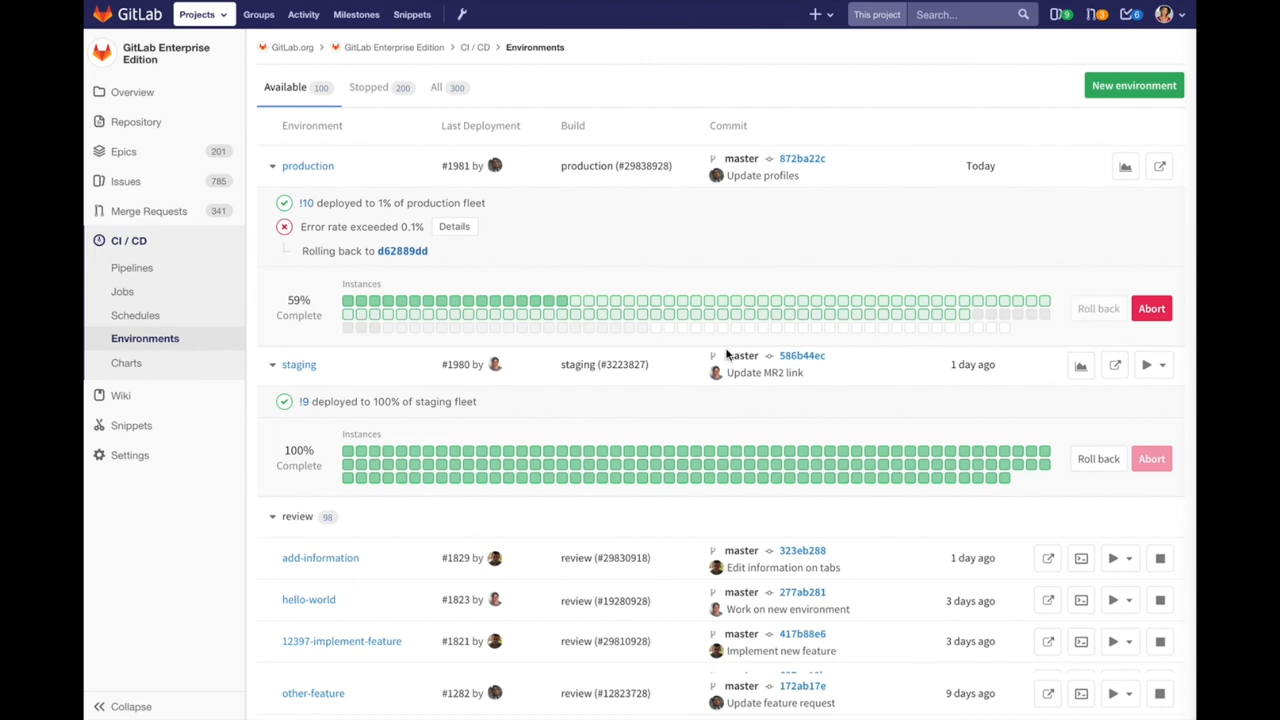 GitLab Projects Groups Activity Milestones Snippets This project Search... 9 3 6
GitLab Enterprise
Edition
Overview
Repository
Epics 201
Issues 785
Merge Requests 341
CI / CD
Pipelines
Jobs
Schedules
Environments
Charts
Wiki
Snippets
Settings
Collapse
GitLab.org > GitLab Enterprise Edition > CI / CD > Environments
Available 100 Stopped 200 All 300 New environment
Environment Last Deployment Build Commit
production #1981 by production (#29838928) master 872ba22c Today
Update profiles
!10 deployed to 1% of production fleet
Error rate exceeded 0.1% Details
Rolling back to d62889dd
Instances
59%
Complete
Roll back Abort
staging #1980 by staging (#3223827) master 586b44ec 1 day ago
Update MR2 link
!9 deployed to 100% of staging fleet
Instances
100%
Complete
Roll back Abort
review 98
add-information #1829 by review (#29830918) master 323eb288 1 day ago
Edit information on tabs
hello-world #1823 by review (#19280928) master 277ab281 3 days ago
Work on new environment
12397-implement-feature #1821 by review (#29810928) master 417b88e6 3 days ago
Implement new feature
other-feature #1282 by review (#12823728) master 172ab17e 9 days ago
Update feature request